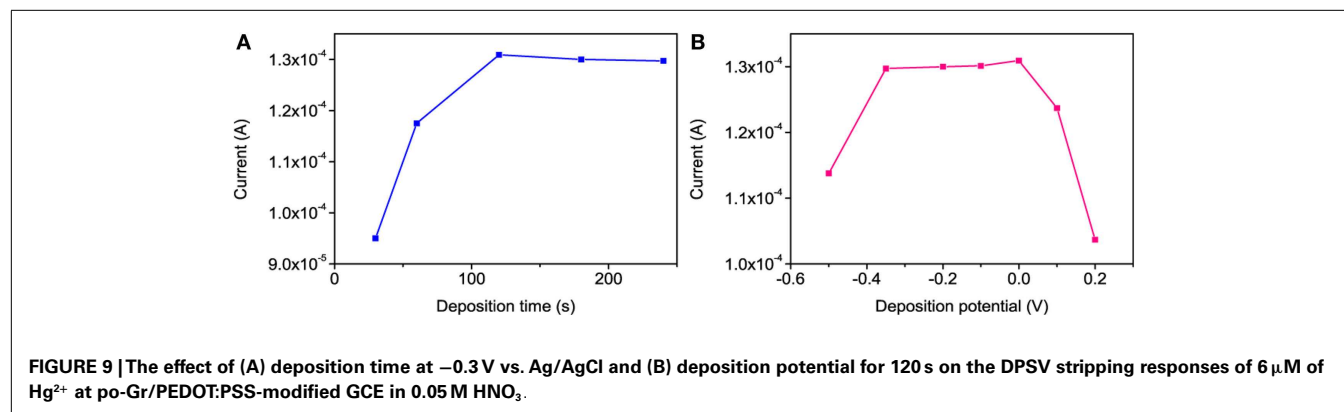 A
B
1.3x10⁻⁴
1.2x10⁻⁴
1.1x10⁻⁴
1.0x10⁻⁴
9.0x10⁻⁵
Current (A)
0 100 200
Deposition time (s)
1.3x10⁻⁴
1.2x10⁻⁴
1.1x10⁻⁴
1.0x10⁻⁴
Current (A)
-0.6 -0.4 -0.2 0.0 0.2
Deposition potential (V)
FIGURE 9 | The effect of (A) deposition time at −0.3 V vs. Ag/AgCl and (B) deposition potential for 120 s on the DPSV stripping responses of 6 μM of
Hg²⁺ at po-Gr/PEDOT:PSS-modified GCE in 0.05 M HNO₃.